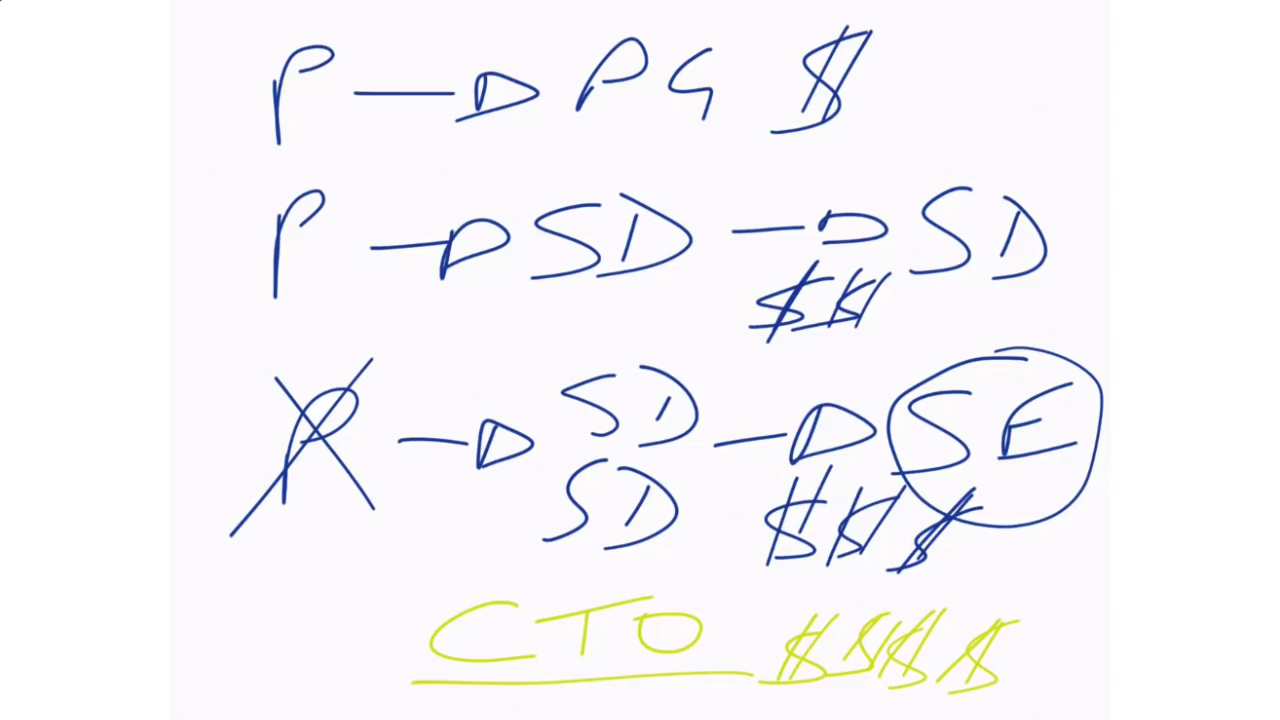 P → PG $
P → SD → SD
$$
P → SD → SE
SD
$$$
CTO $$$$